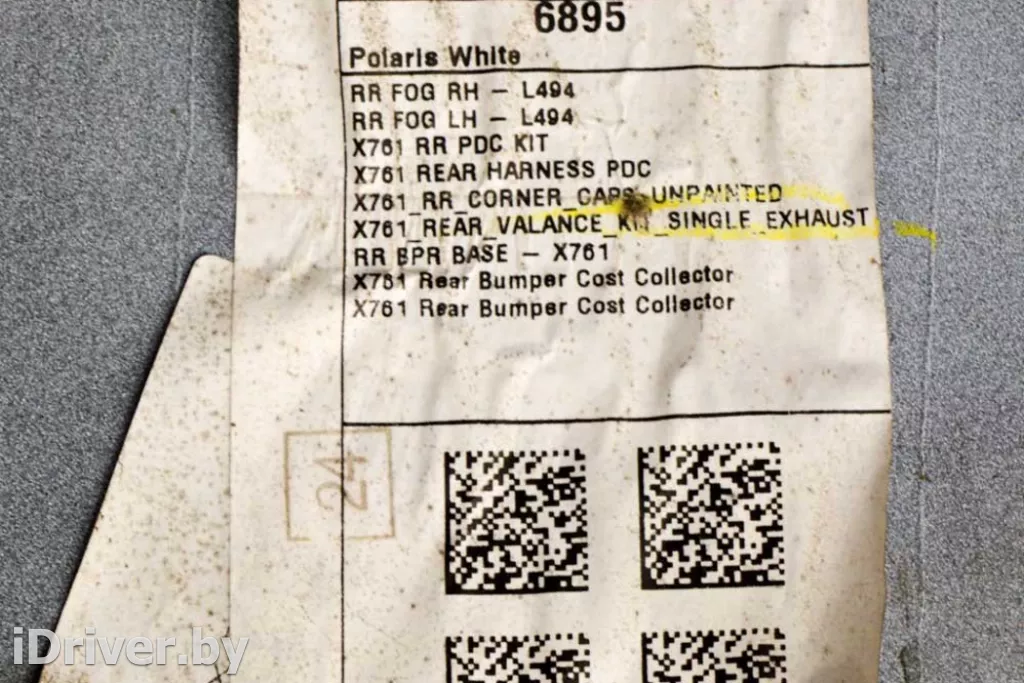 6895
Polaris White
RR FOG RH – L494
RR FOG LH – L494
X761 RR PDC KIT
X761 REAR HARNESS PDC
X761_RR_CORNER_CAPS_UNPAINTED
X761_REAR_VALANCE_KIT_SINGLE_EXHAUST
RR BPR BASE – X761
X761 Rear Bumper Cost Collector
X761 Rear Bumper Cost Collector
24
iDriver.by